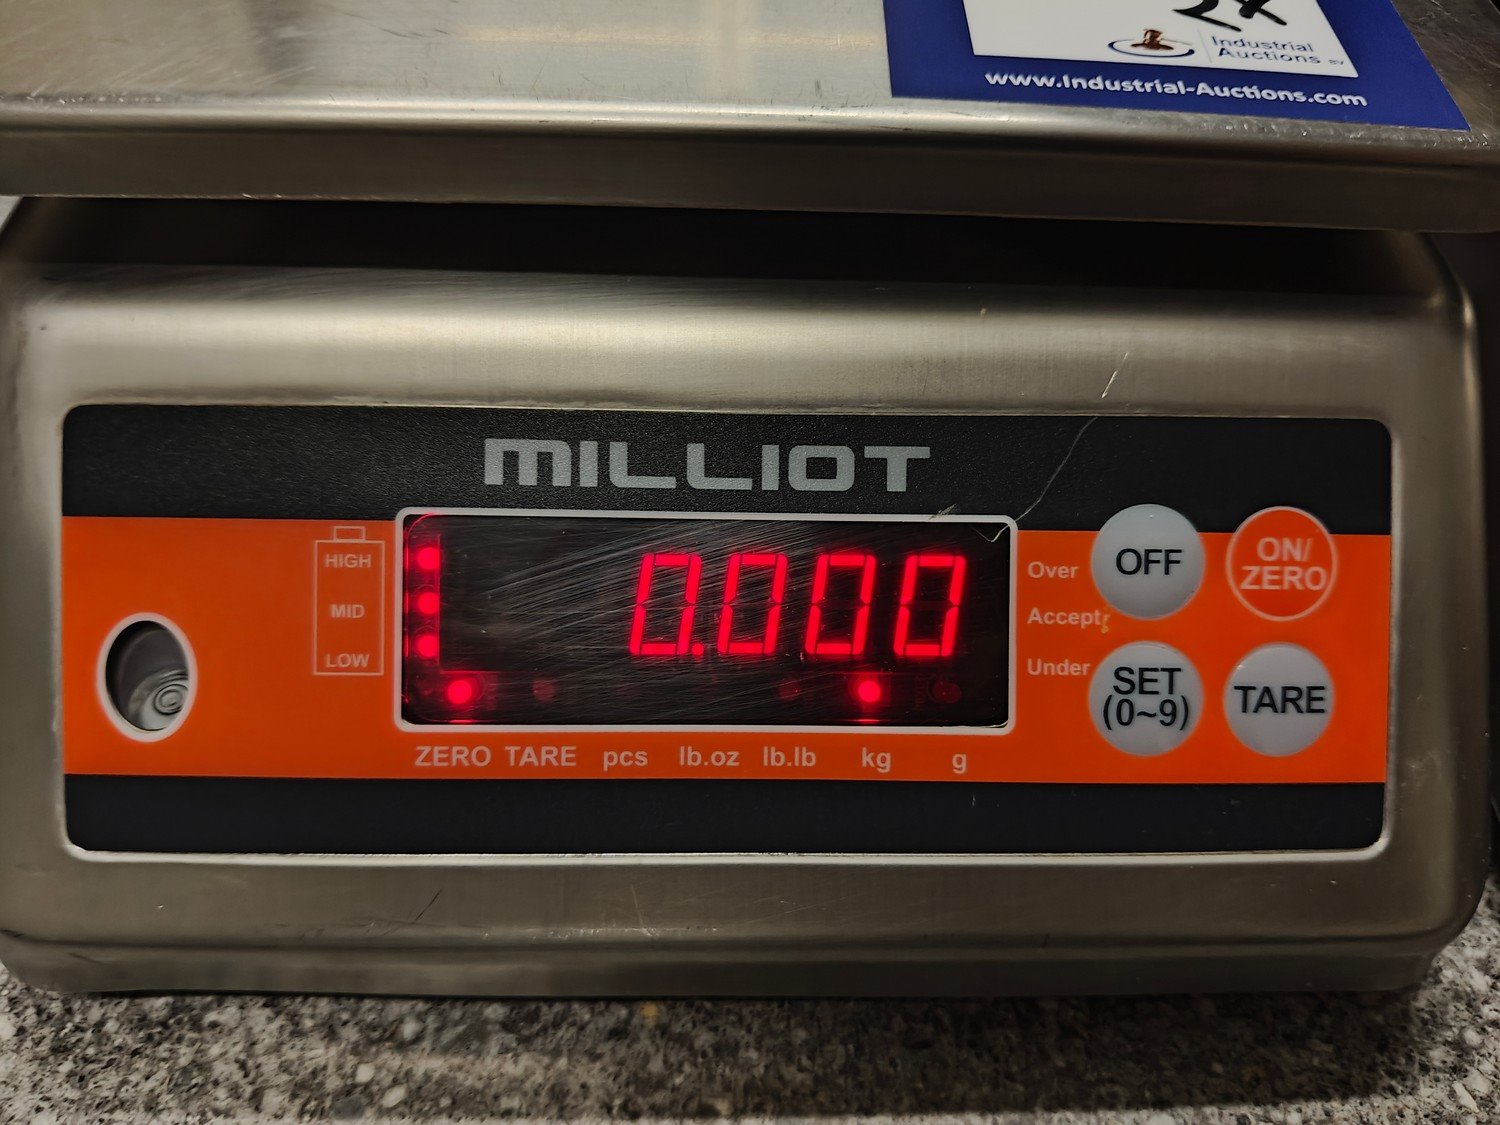 Industrial
Auctions BV
www.Industrial-Auctions.com
MILLIOT
HIGH
MID
LOW
0.000
Over
Accept
Under
OFF
ON/
ZERO
SET
(0~9)
TARE
ZERO TARE pcs lb.oz lb.lb kg g